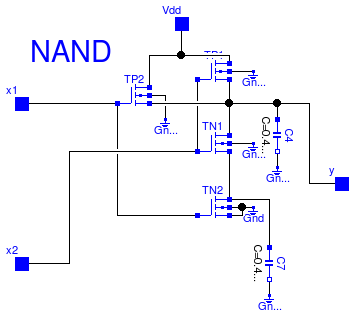 Vdd
NAND
TP1
x1
TP2
Gn...
Gn...
TN1
C=0.4...
C4
Gn...
Gn...
y
TN2
Gnd
x2
C=0.4...
C7
Gn...